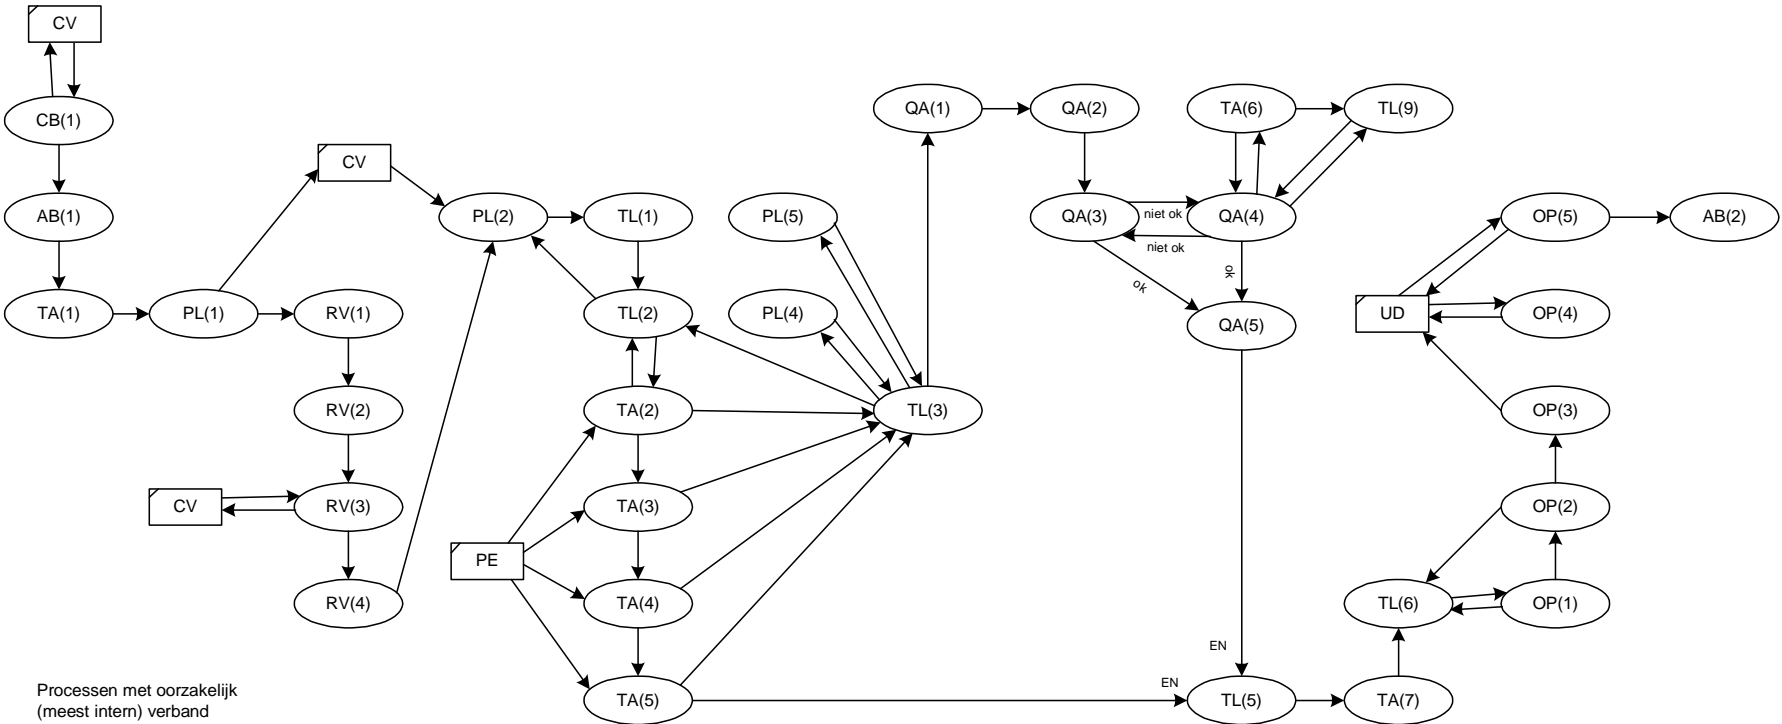 CV
CB(1)
QA(1)
QA(2)
TA(6)
TL(9)
CV
AB(1)
PL(2)
TL(1)
PL(5)
QA(3)
niet ok
QA(4)
niet ok
OP(5)
AB(2)
ok
ok
TA(1)
PL(1)
RV(1)
TL(2)
PL(4)
QA(5)
UD
OP(4)
RV(2)
TA(2)
TL(3)
OP(3)
CV
RV(3)
TA(3)
OP(2)
PE
RV(4)
TA(4)
TL(6)
OP(1)
EN
EN
TA(5)
TL(5)
TA(7)
Processen met oorzakelijk
(meest intern) verband